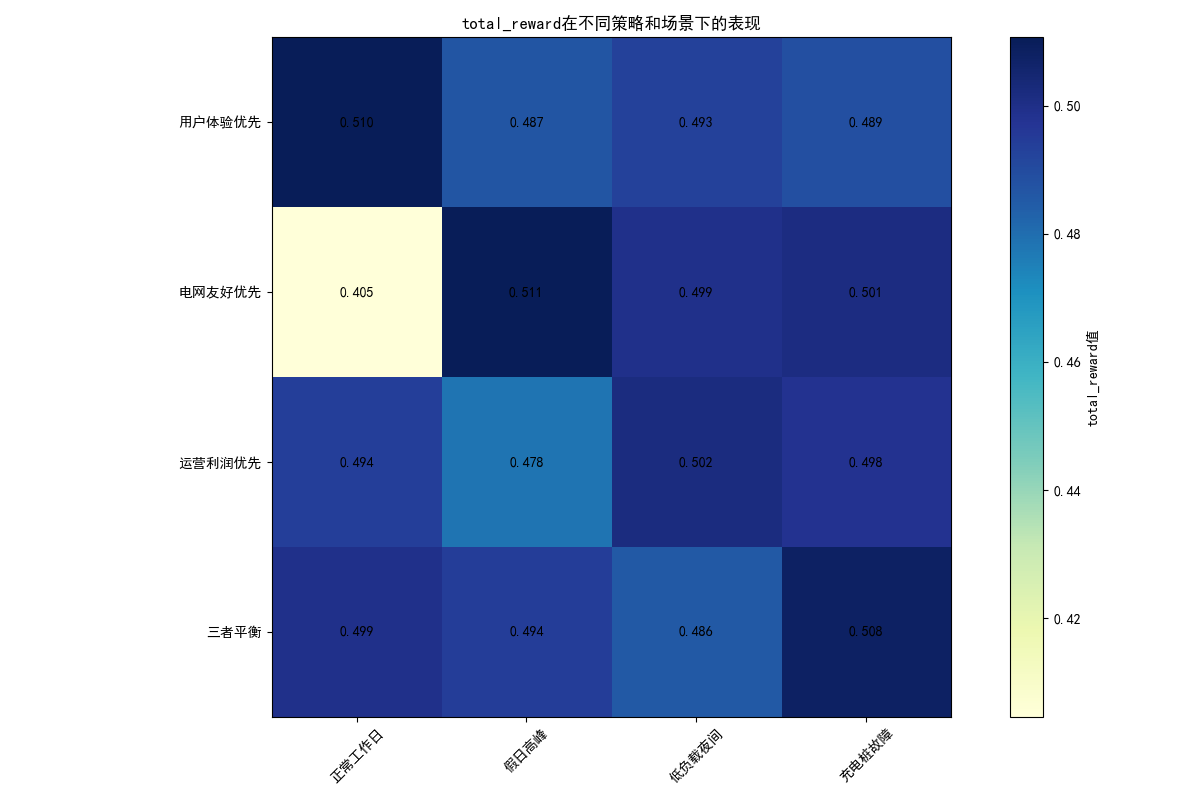 total_reward在不同策略和场景下的表现
用户体验优先 0.510 0.487 0.493 0.489
电网友好优先 0.405 0.511 0.499 0.501
运营利润优先 0.494 0.478 0.502 0.498
三者平衡 0.499 0.494 0.486 0.508
正常工作日 假日高峰 低负载夜间 充电桩故障
0.50
0.48
0.46
0.44
0.42
total_reward值